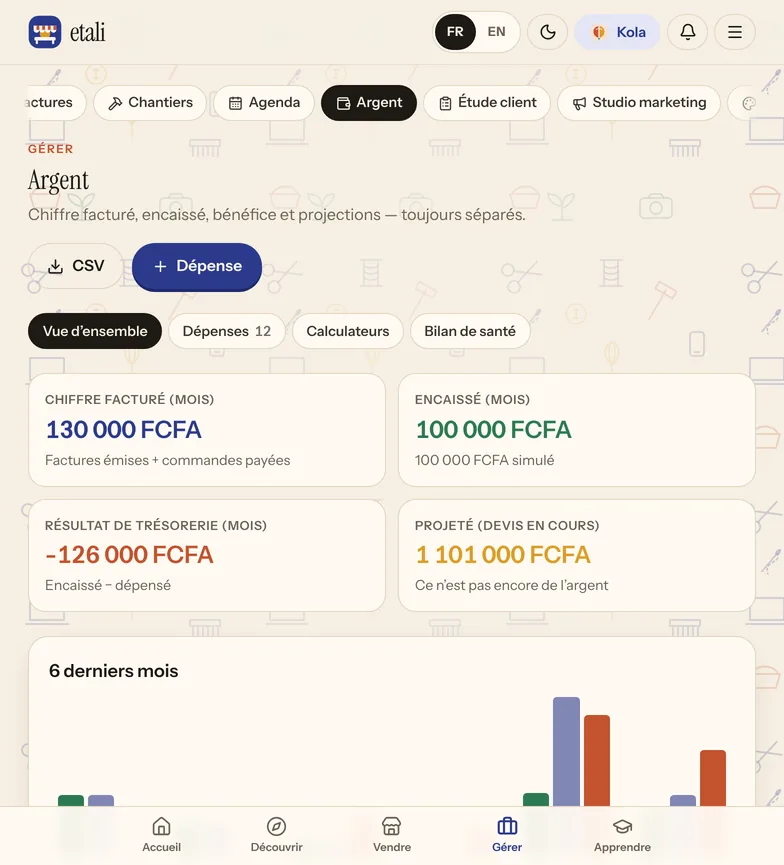 etali
FR EN
Kola
actures
Chantiers
Agenda
Argent
Étude client
Studio marketing
GÉRER
Argent
Chiffre facturé, encaissé, bénéfice et projections — toujours séparés.
CSV
+ Dépense
Vue d’ensemble
Dépenses 12
Calculateurs
Bilan de santé
CHIFFRE FACTURÉ (MOIS)
130 000 FCFA
Factures émises + commandes payées
ENCAISSÉ (MOIS)
100 000 FCFA
100 000 FCFA simulé
RÉSULTAT DE TRÉSORERIE (MOIS)
−126 000 FCFA
Encaissé − dépensé
PROJETÉ (DEVIS EN COURS)
1 101 000 FCFA
Ce n’est pas encore de l’argent
6 derniers mois
Accueil
Découvrir
Vendre
Gérer
Apprendre